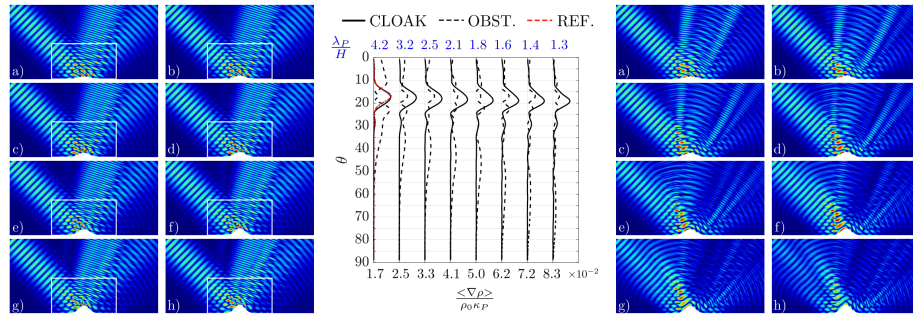 CLOAK OBST. REF.
λ_P/H 4.2 3.2 2.5 2.1 1.8 1.6 1.4 1.3
0
10
20
30
40
50
60
70
80
90
θ
1.7 2.5 3.3 4.1 5.0 6.2 7.2 8.3 ×10⁻²
<∇ρ>/ρ₀κ_P
a) b)
c) d)
e) f)
g) h)
a) b)
c) d)
e) f)
g) h)